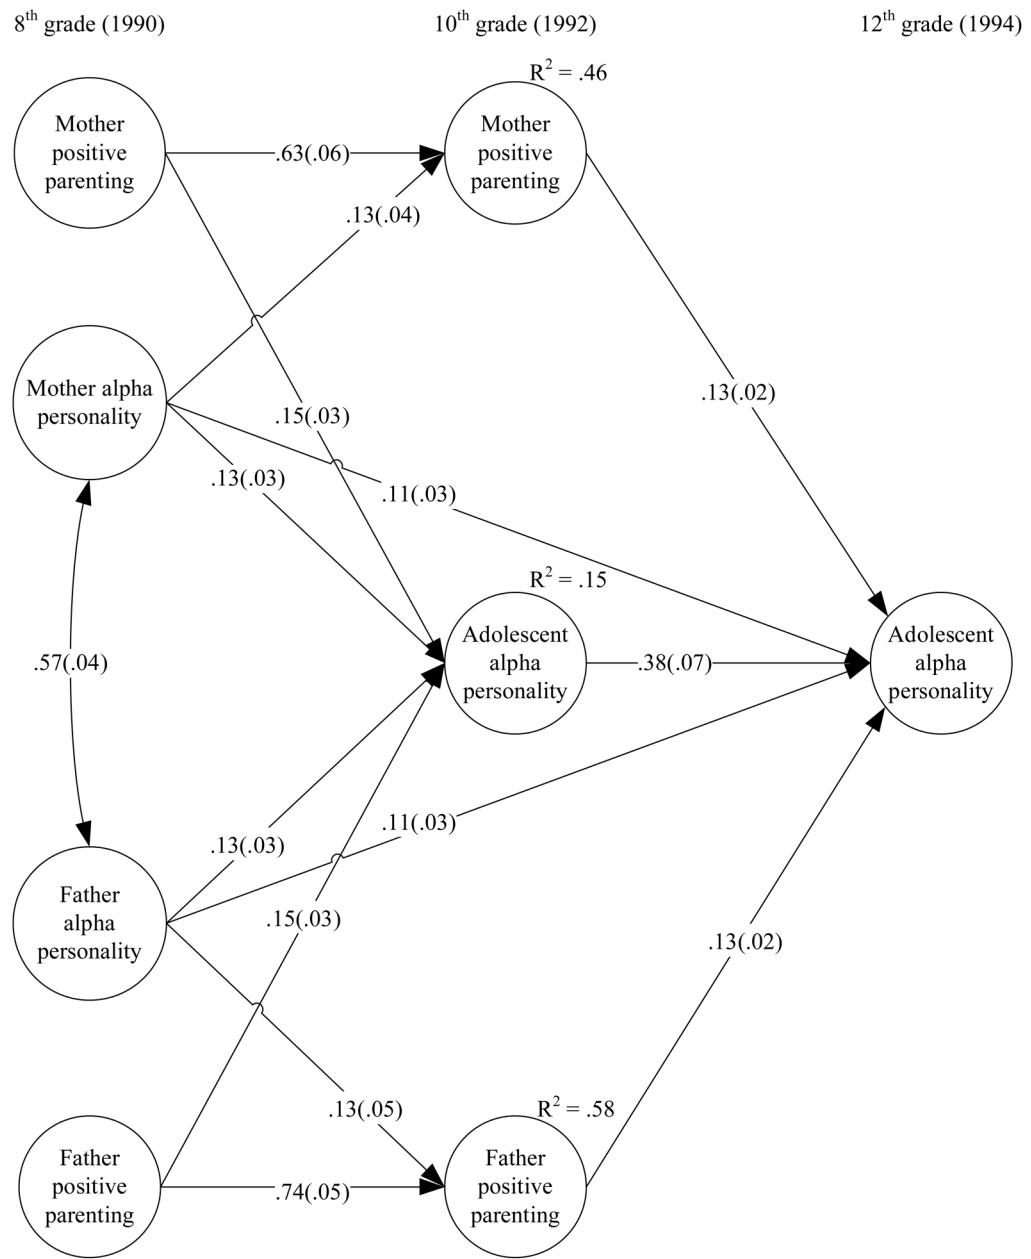 8th grade (1990)
10th grade (1992)
12th grade (1994)
R2 = .46
Mother
positive
parenting
.63(.06)
Mother
positive
parenting
.13(.04)
Mother alpha
personality
.15(.03)
.13(.02)
.13(.03)
.11(.03)
R2 = .15
.57(.04)
Adolescent
alpha
personality
.38(.07)
Adolescent
alpha
personality
.13(.03)
.11(.03)
Father
alpha
personality
.15(.03)
.13(.02)
.13(.05)
R2 = .58
Father
positive
parenting
.74(.05)
Father
positive
parenting